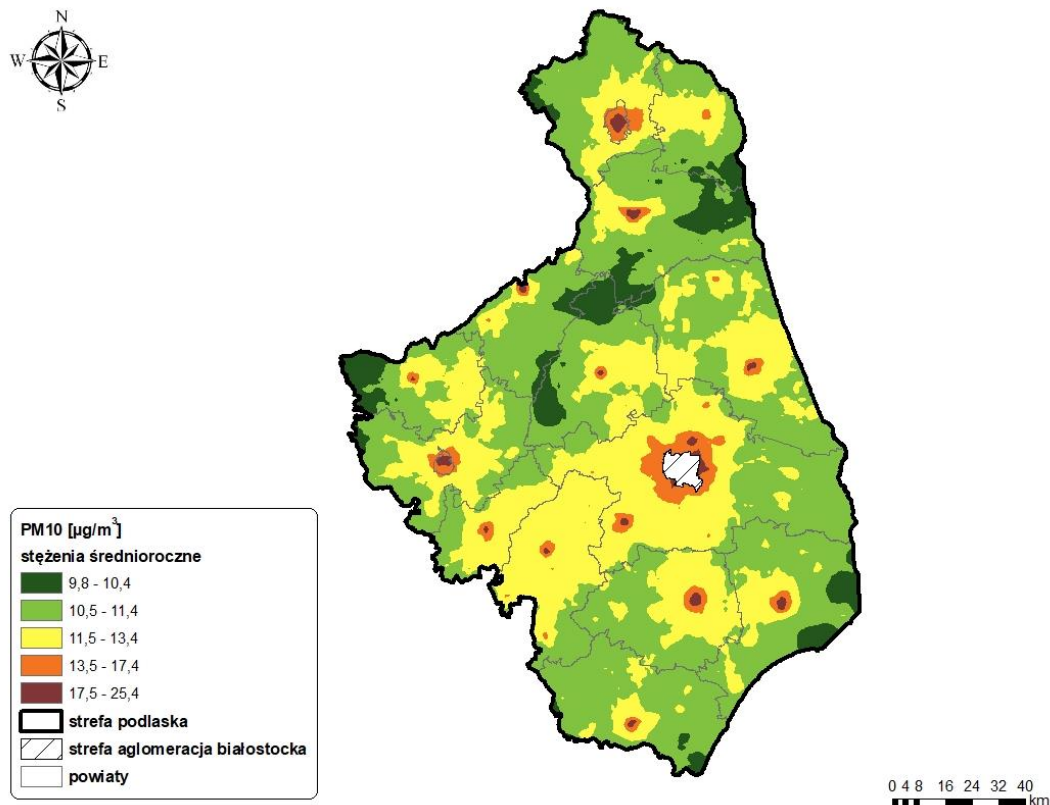 N
W E
S
PM10 [µg/m³]
stężenia średnioroczne
9,8 - 10,4
10,5 - 11,4
11,5 - 13,4
13,5 - 17,4
17,5 - 25,4
strefa podlaska
strefa aglomeracja białostocka
powiaty
0 4 8 16 24 32 40
km